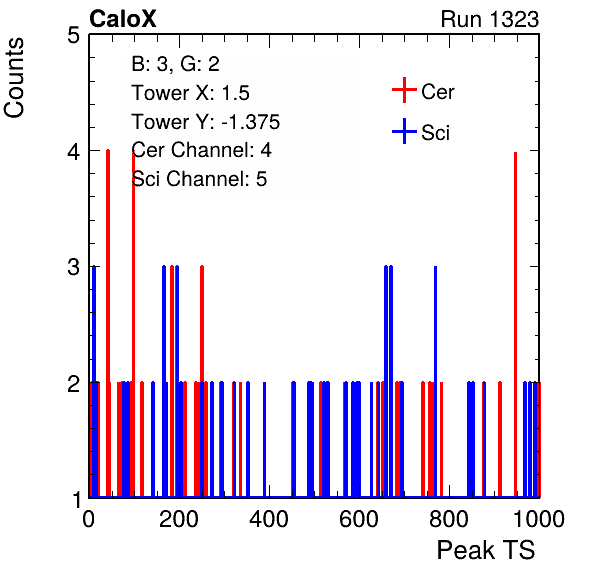 CaloX
Run 1323
Counts
5
B: 3, G: 2
Tower X: 1.5
Tower Y: -1.375
Cer Channel: 4
Sci Channel: 5
Cer
Sci
4
3
2
1
0 200 400 600 800 1000
Peak TS